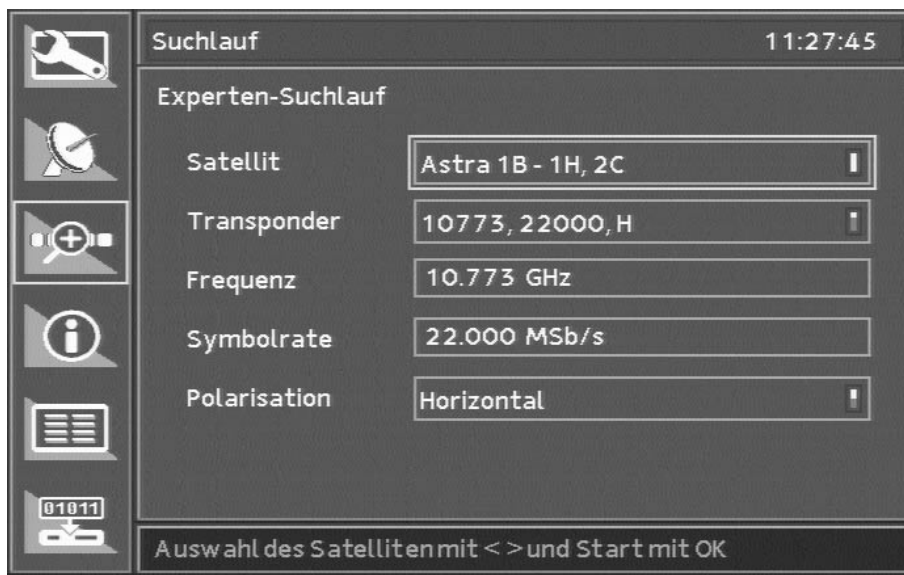 Suchlauf 11:27:45
Experten-Suchlauf
Satellit Astra 1B - 1H, 2C
Transponder 10773, 22000, H
Frequenz 10.773 GHz
Symbolrate 22.000 MSb/s
Polarisation Horizontal
01011
Auswahl des Satelliten mit < > und Start mit OK